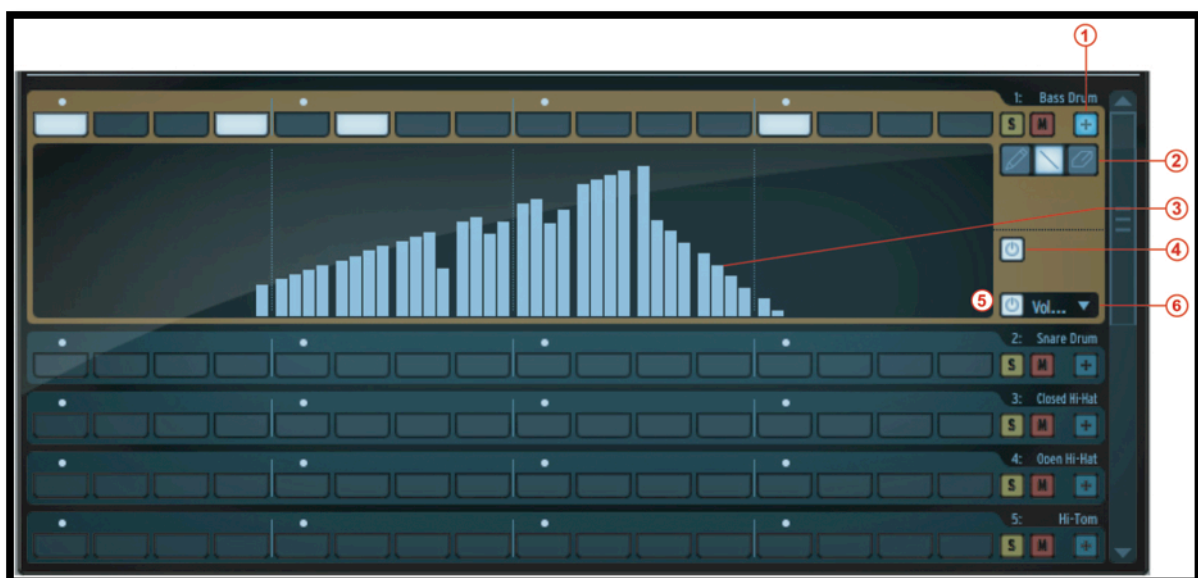 1
1: Bass Drum
S M +
2
3
4
5 Vol... 6
2: Snare Drum
S M +
3: Closed Hi-Hat
S M +
4: Open Hi-Hat
S M +
5: Hi-Tom
S M +